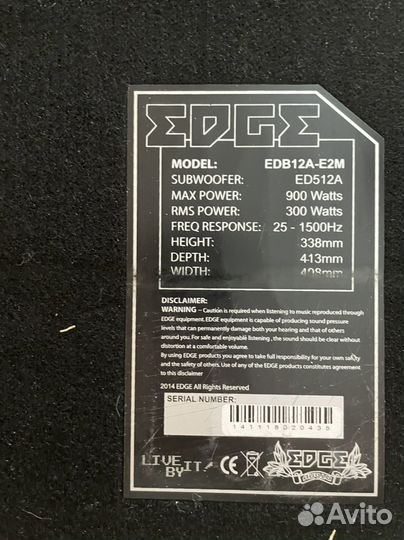 EDGE
MODEL: EDB12A-E2M
SUBWOOFER: ED512A
MAX POWER: 900 Watts
RMS POWER: 300 Watts
FREQ RESPONSE: 25 - 1500Hz
HEIGHT: 338mm
DEPTH: 413mm
WIDTH: 408mm
DISCLAIMER:
WARNING – Caution is required when listening to music reproduced through
EDGE equipment. EDGE equipment is capable of producing sound pressure
levels that can permanently damage both your hearing and that of others
around you. For safe and enjoyable listening , the sound should be clear without
distortion at a comfortable volume.
By using EDGE products you agree to take full responsibility for your own safety
and the safety of others. Use of any of the EDGE products constitutes agreement
to this disclaimer
2014 EDGE All Rights Reserved
SERIAL NUMBER:
141118020435
LIVE
BY IT
CE
EDGE
Avito